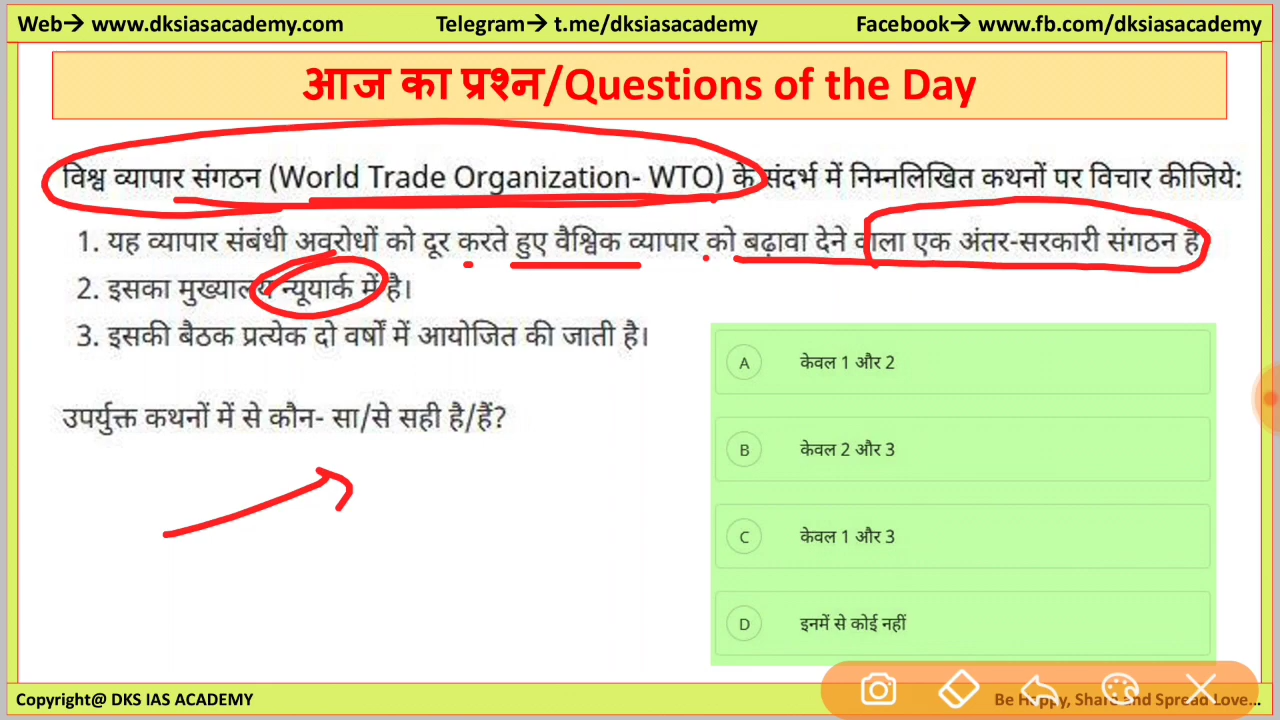 Web→ www.dksiasacademy.com Telegram→ t.me/dksiasacademy Facebook→ www.fb.com/dksiasacademy
आज का प्रश्न/Questions of the Day
विश्व व्यापार संगठन (World Trade Organization- WTO) के संदर्भ में निम्नलिखित कथनों पर विचार कीजिये:
1. यह व्यापार संबंधी अवरोधों को दूर करते हुए वैश्विक व्यापार को बढ़ावा देने वाला एक अंतर-सरकारी संगठन है
2. इसका मुख्यालय न्यूयार्क में है।
3. इसकी बैठक प्रत्येक दो वर्षों में आयोजित की जाती है।
उपर्युक्त कथनों में से कौन- सा/से सही है/हैं?
A केवल 1 और 2
B केवल 2 और 3
C केवल 1 और 3
D इनमें से कोई नहीं
Copyright@ DKS IAS ACADEMY Be Happy, Share and Spread Love...